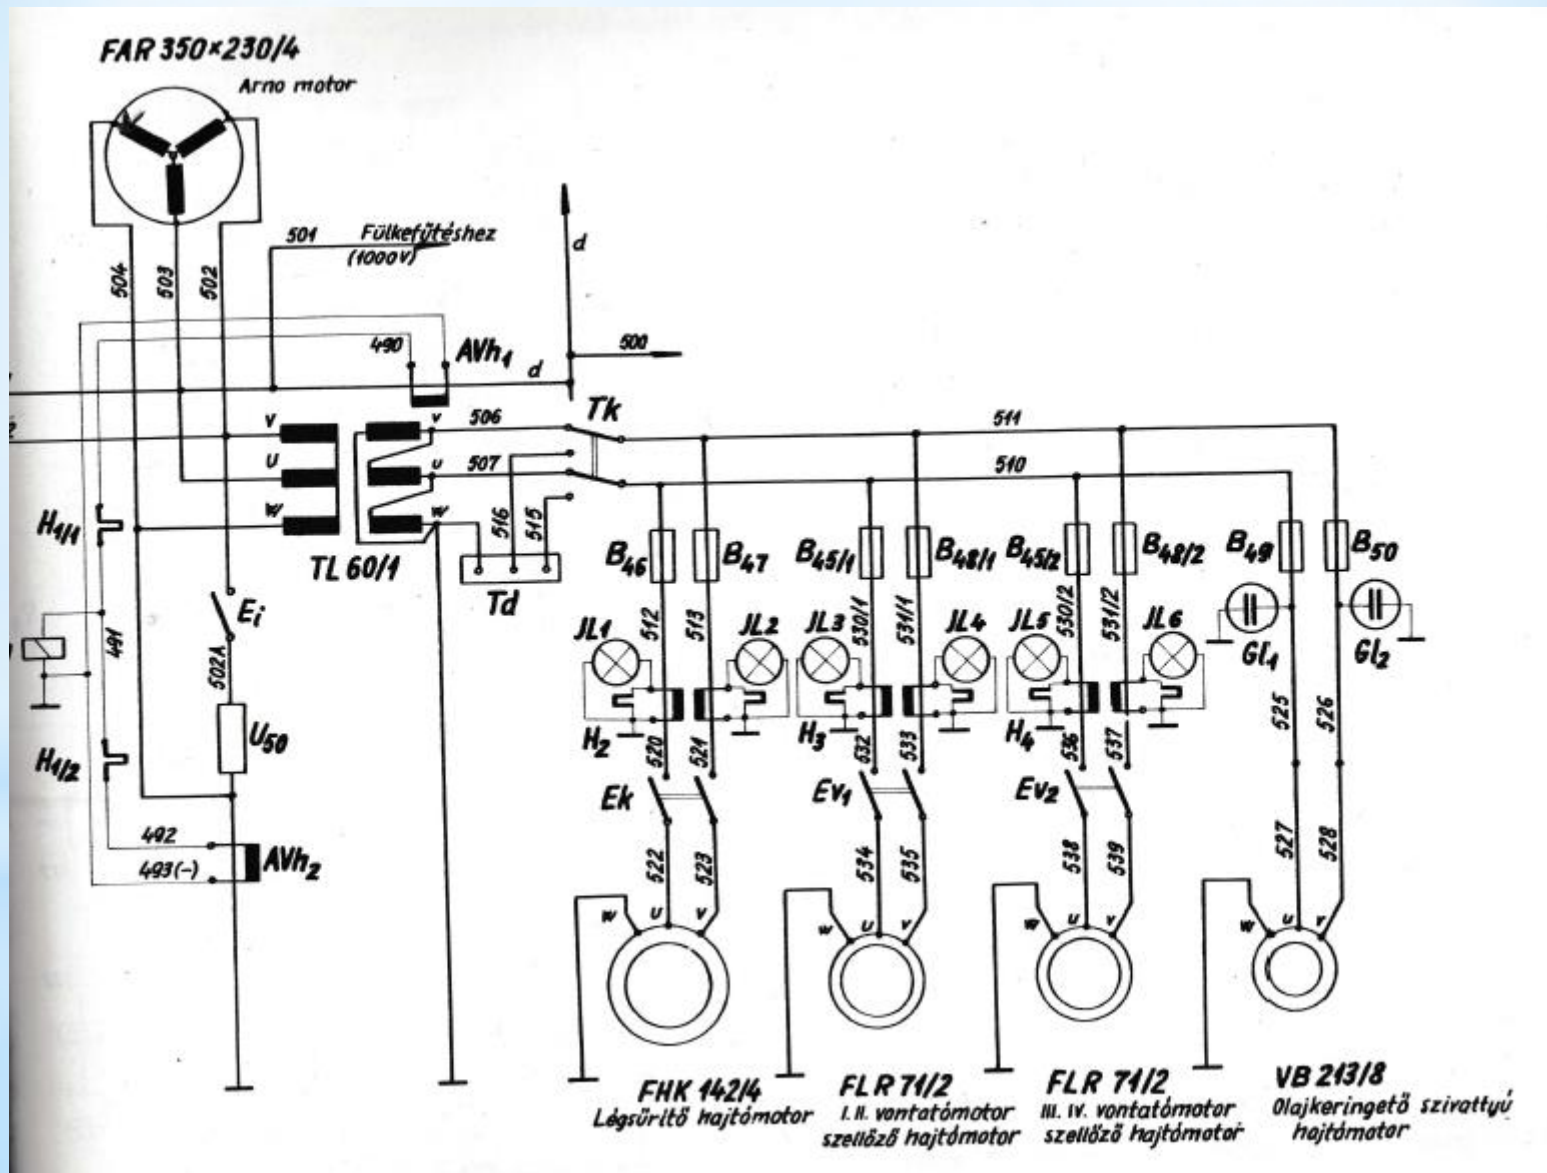 FAR 350×230/4
Arno motor
501
Fülkefűtéshez
(1000V)
504
503
502
d
490
AVh1
d
500
V
U
W
TL 60/1
v
u
w
506
507
Tk
511
510
516
515
Td
H1/1
491
Ei
502A
U50
H1/2
492
493(-)
AVh2
B46
B47
B45/1
B48/1
B45/2
B48/2
B49
B50
512
513
530/1
531/1
530/2
531/2
JL1
JL2
JL3
JL4
JL5
JL6
Gl1
Gl2
H2
H3
H4
520
521
532
533
536
537
525
526
Ek
Ev1
Ev2
522
523
534
535
538
539
527
528
w u v
w u v
w u v
w u v
FHK 142/4
Légsűrítő hajtómotor
FLR 71/2
I. II. vontatómotor
szellőző hajtómotor
FLR 71/2
III. IV. vontatómotor
szellőző hajtómotor
VB 213/8
Olajkeringető szivattyú
hajtómotor